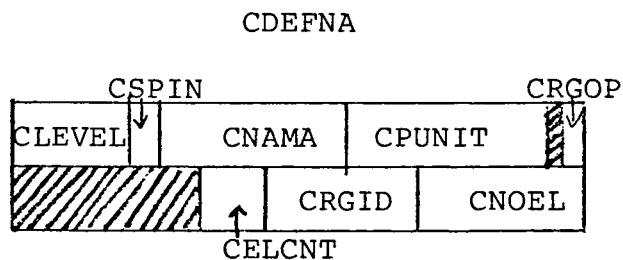 CDEFNA
CSPIN CRGOP
CLEVEL CNAMA CPUNIT
CRGID CNOEL
CELCNT